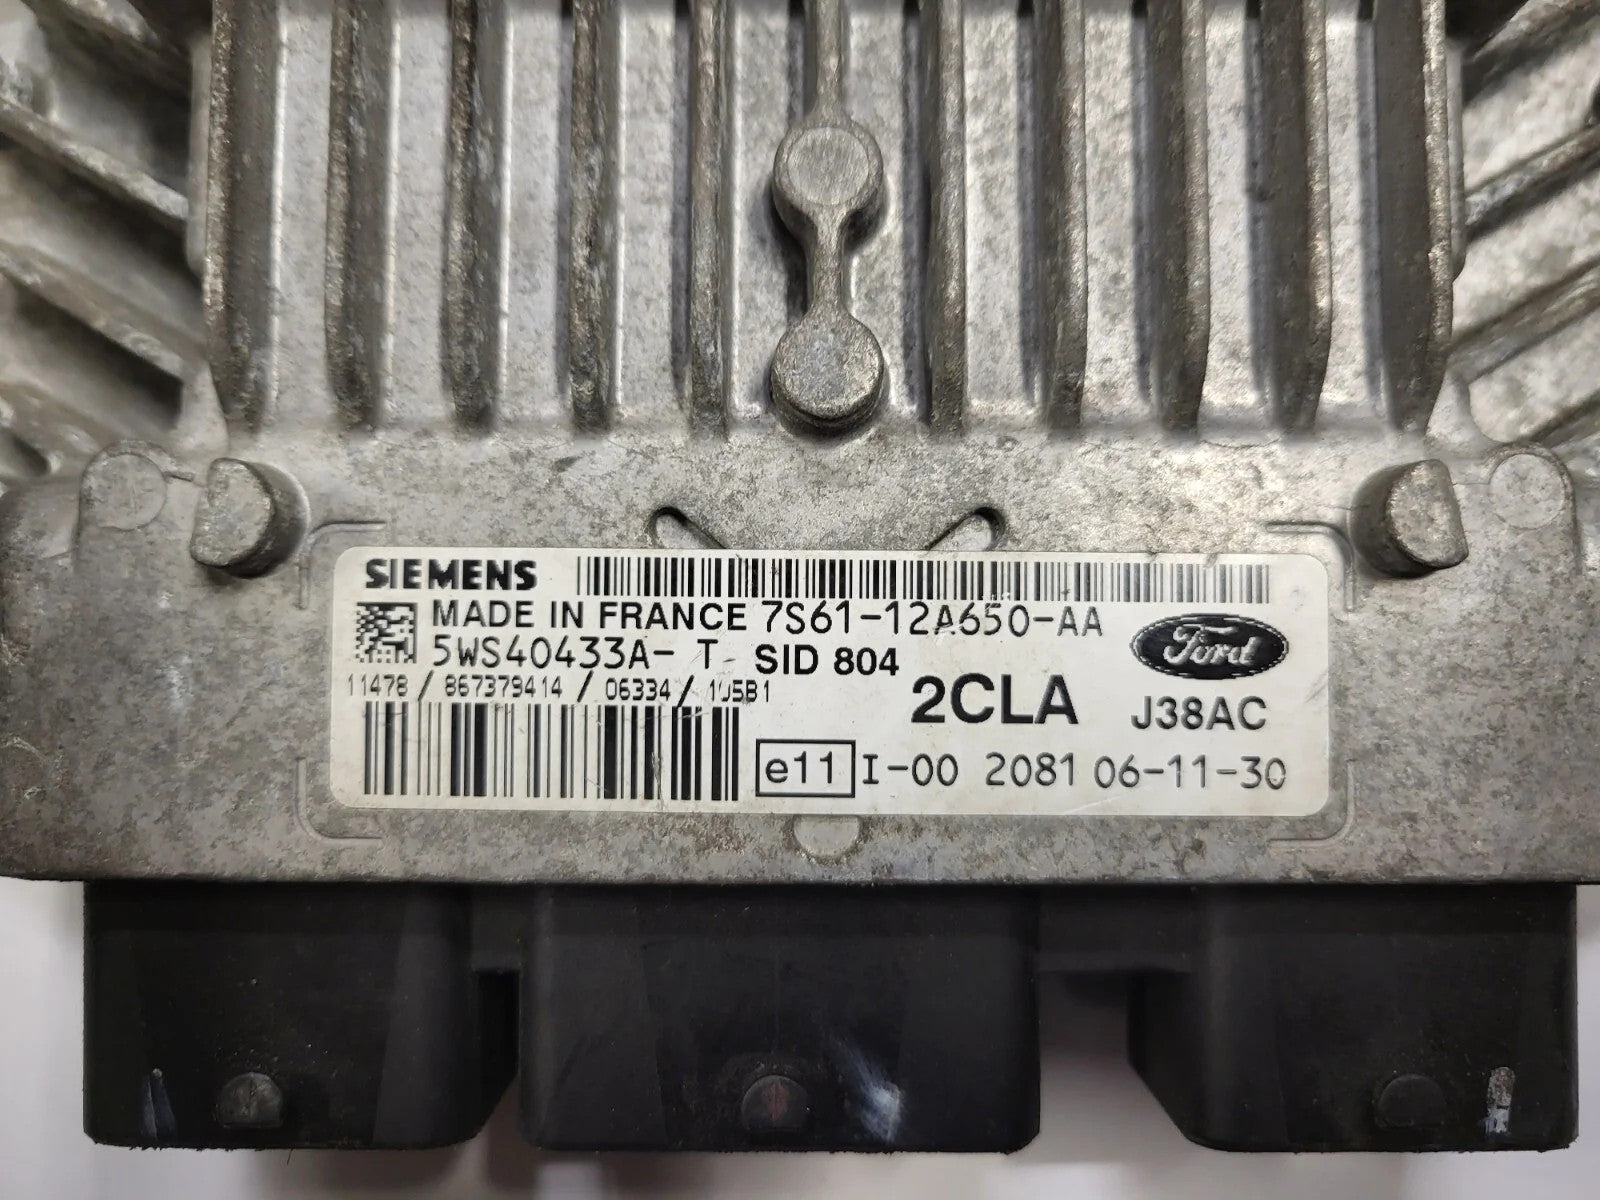 SIEMENS
MADE IN FRANCE 7S61-12A650-AA
5WS40433A- T SID 804
Ford
11478 / 867379414 / 06334 /
2CLA J38AC
e11 I-00 2081 06-11-30